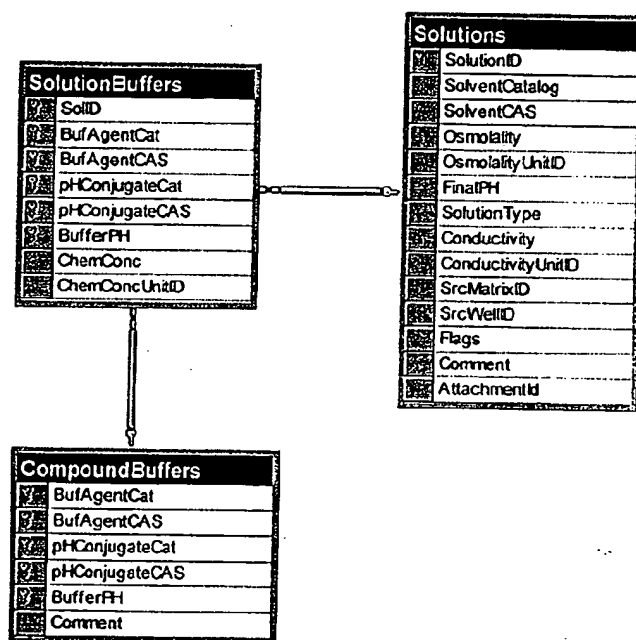 SolutionBuffers
SolID
BufAgentCat
BufAgentCAS
pHConjugateCat
pHConjugateCAS
BufferPH
ChemConc
ChemConcUnitID
Solutions
SolutionID
SolventCatalog
SolventCAS
Osmolality
OsmolalityUnitID
FinalPH
SolutionType
Conductivity
ConductivityUnitID
SrcMatrixID
SrcWellID
Flags
Comment
AttachmentId
CompoundBuffers
BufAgentCat
BufAgentCAS
pHConjugateCat
pHConjugateCAS
BufferPH
Comment